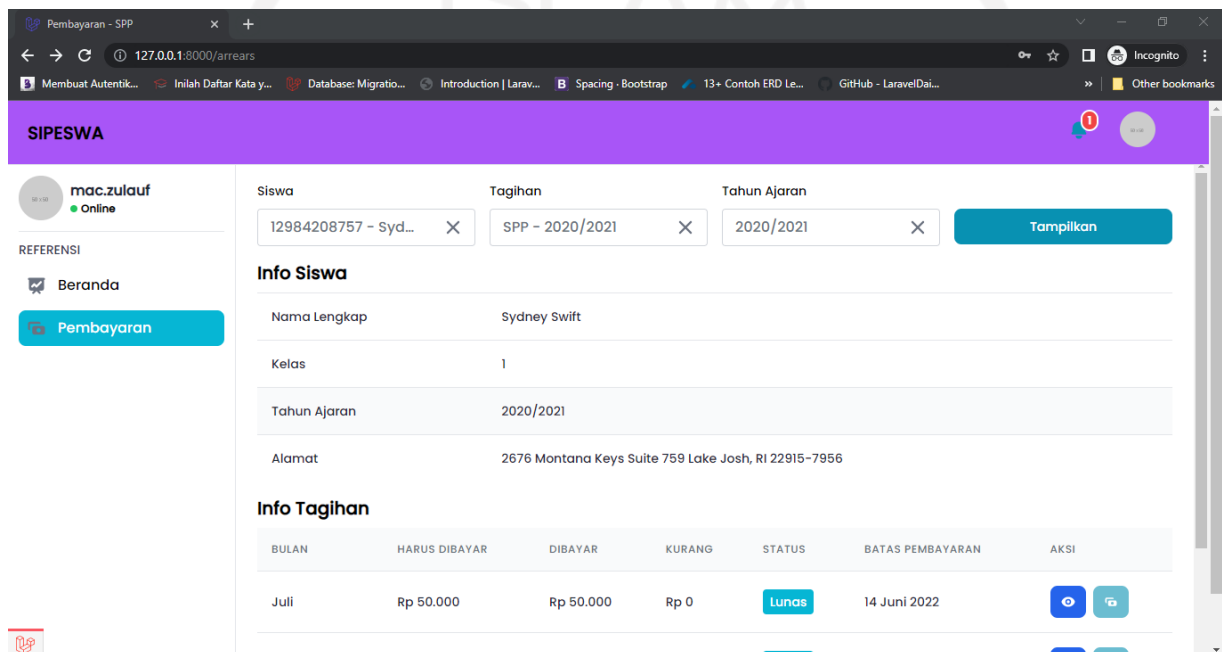 Pembayaran - SPP
127.0.0.1:8000/arrears
Incognito
Membuat Autentik... Inilah Daftar Kata y... Database: Migratio... Introduction | Larav... Spacing · Bootstrap 13+ Contoh ERD Le... GitHub - LaravelDai... » Other bookmarks
SIPESWA
1
mac.zulauf
Online
REFERENSI
Beranda
Pembayaran
Siswa Tagihan Tahun Ajaran
12984208757 - Syd... SPP - 2020/2021 2020/2021 Tampilkan
Info Siswa
Nama Lengkap Sydney Swift
Kelas 1
Tahun Ajaran 2020/2021
Alamat 2676 Montana Keys Suite 759 Lake Josh, RI 22915-7956
Info Tagihan
BULAN HARUS DIBAYAR DIBAYAR KURANG STATUS BATAS PEMBAYARAN AKSI
Juli Rp 50.000 Rp 50.000 Rp 0 Lunas 14 Juni 2022